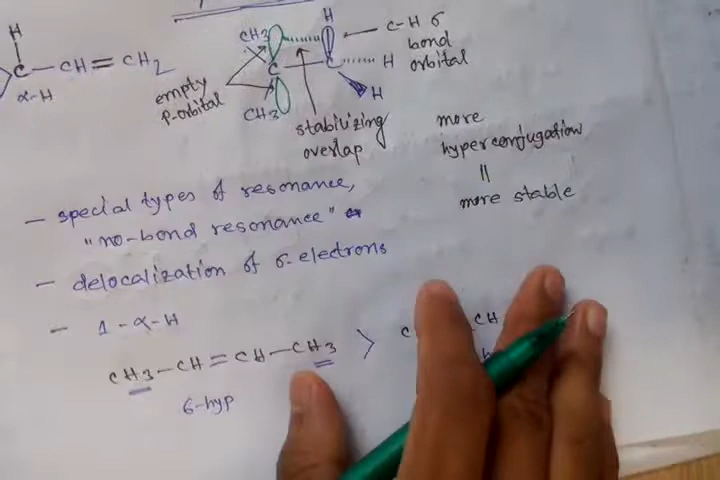 H
C — CH = CH2
α-H
CH3
H
C-H σ
bond
orbital
C — C
H
H
CH3
empty
p-orbital
stabilizing
overlap
more
hyperconjugation
||
more stable
— special types of resonance,
"no-bond resonance"
— delocalization of σ-electrons
— 1-α-H
CH3-CH=CH-CH3 > C CH
6-hyp